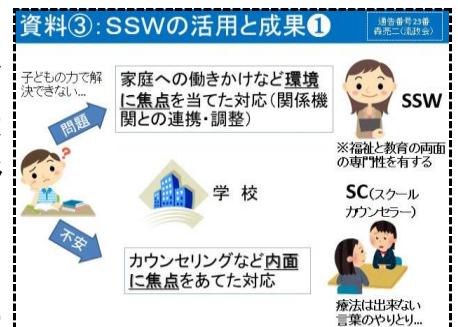 資料③:SSWの活用と成果❶
通告番号23番
森亮二(流政会)
子どもの力で解
決できない…
問題
家庭への働きかけなど環境
に焦点を当てた対応(関係機
関との連携・調整)
SSW
※福祉と教育の両面
の専門性を有する
?
学 校
SC(スクール
カウンセラー)
不安
カウンセリングなど内面
に焦点をあてた対応
療法は出来ない
言葉のやりとり…